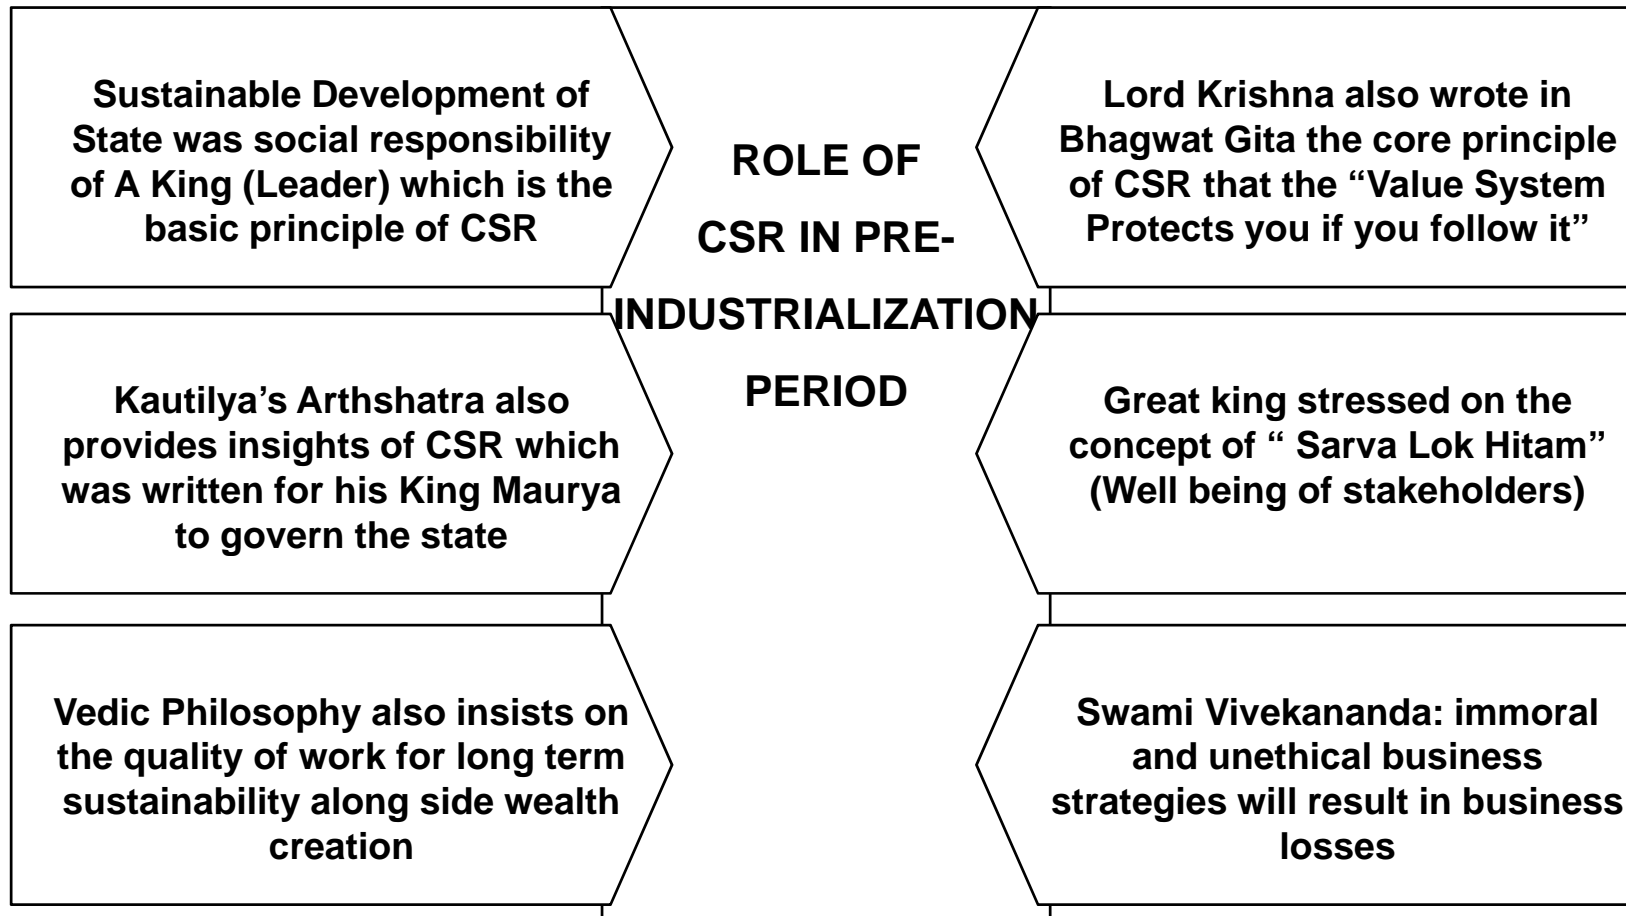 Sustainable Development of
State was social responsibility
of A King (Leader) which is the
basic principle of CSR
Kautilya’s Arthshatra also
provides insights of CSR which
was written for his King Maurya
to govern the state
Vedic Philosophy also insists on
the quality of work for long term
sustainability along side wealth
creation
ROLE OF
CSR IN PRE-
INDUSTRIALIZATION
PERIOD
Lord Krishna also wrote in
Bhagwat Gita the core principle
of CSR that the “Value System
Protects you if you follow it”
Great king stressed on the
concept of “ Sarva Lok Hitam”
(Well being of stakeholders)
Swami Vivekananda: immoral
and unethical business
strategies will result in business
losses